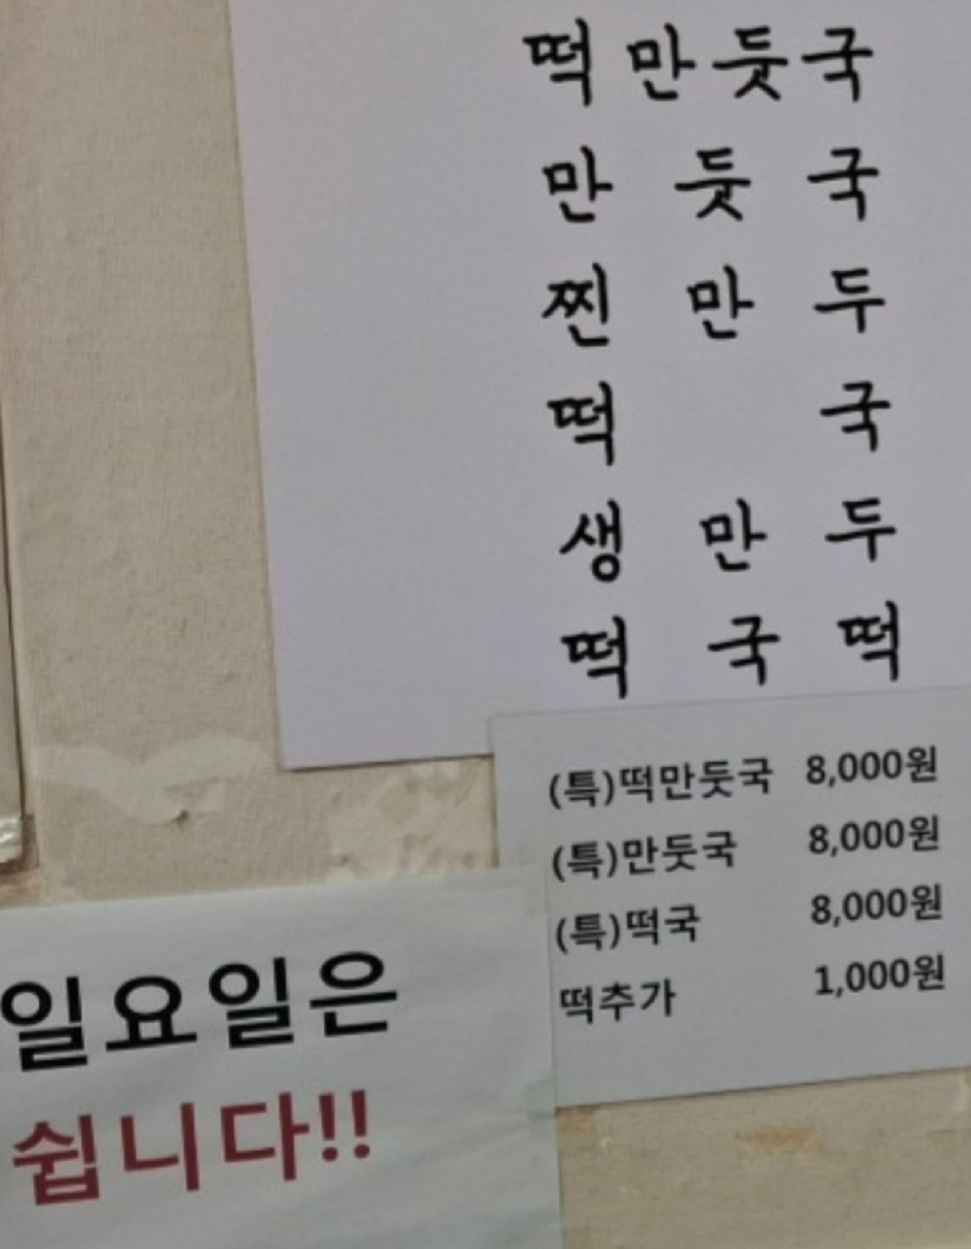 떡만둣국
만 둣 국
찐 만 두
떡 국
생 만 두
떡 국 떡
(특)떡만둣국 8,000원
(특)만둣국 8,000원
(특)떡국 8,000원
떡추가 1,000원
일요일은
쉽니다!!